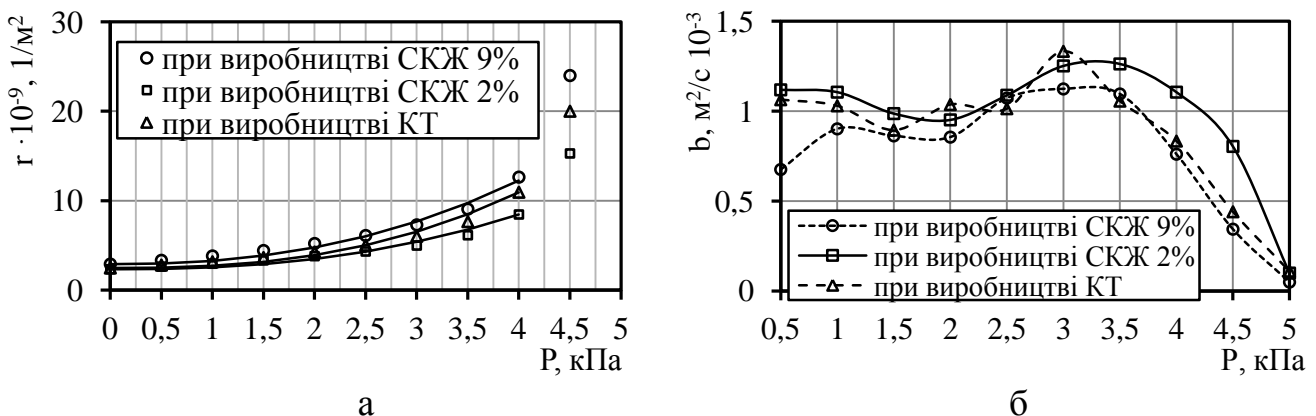 r ·10⁻⁹, 1/м²
30
20
10
0
при виробництві СКЖ 9%
при виробництві СКЖ 2%
при виробництві КТ
0 0,5 1 1,5 2 2,5 3 3,5 4 4,5 5
P, кПа
а
b, м²/с 10⁻³
1,5
1
0,5
0
при виробництві СКЖ 9%
при виробництві СКЖ 2%
при виробництві КТ
0,5 1 1,5 2 2,5 3 3,5 4 4,5 5
P, кПа
б